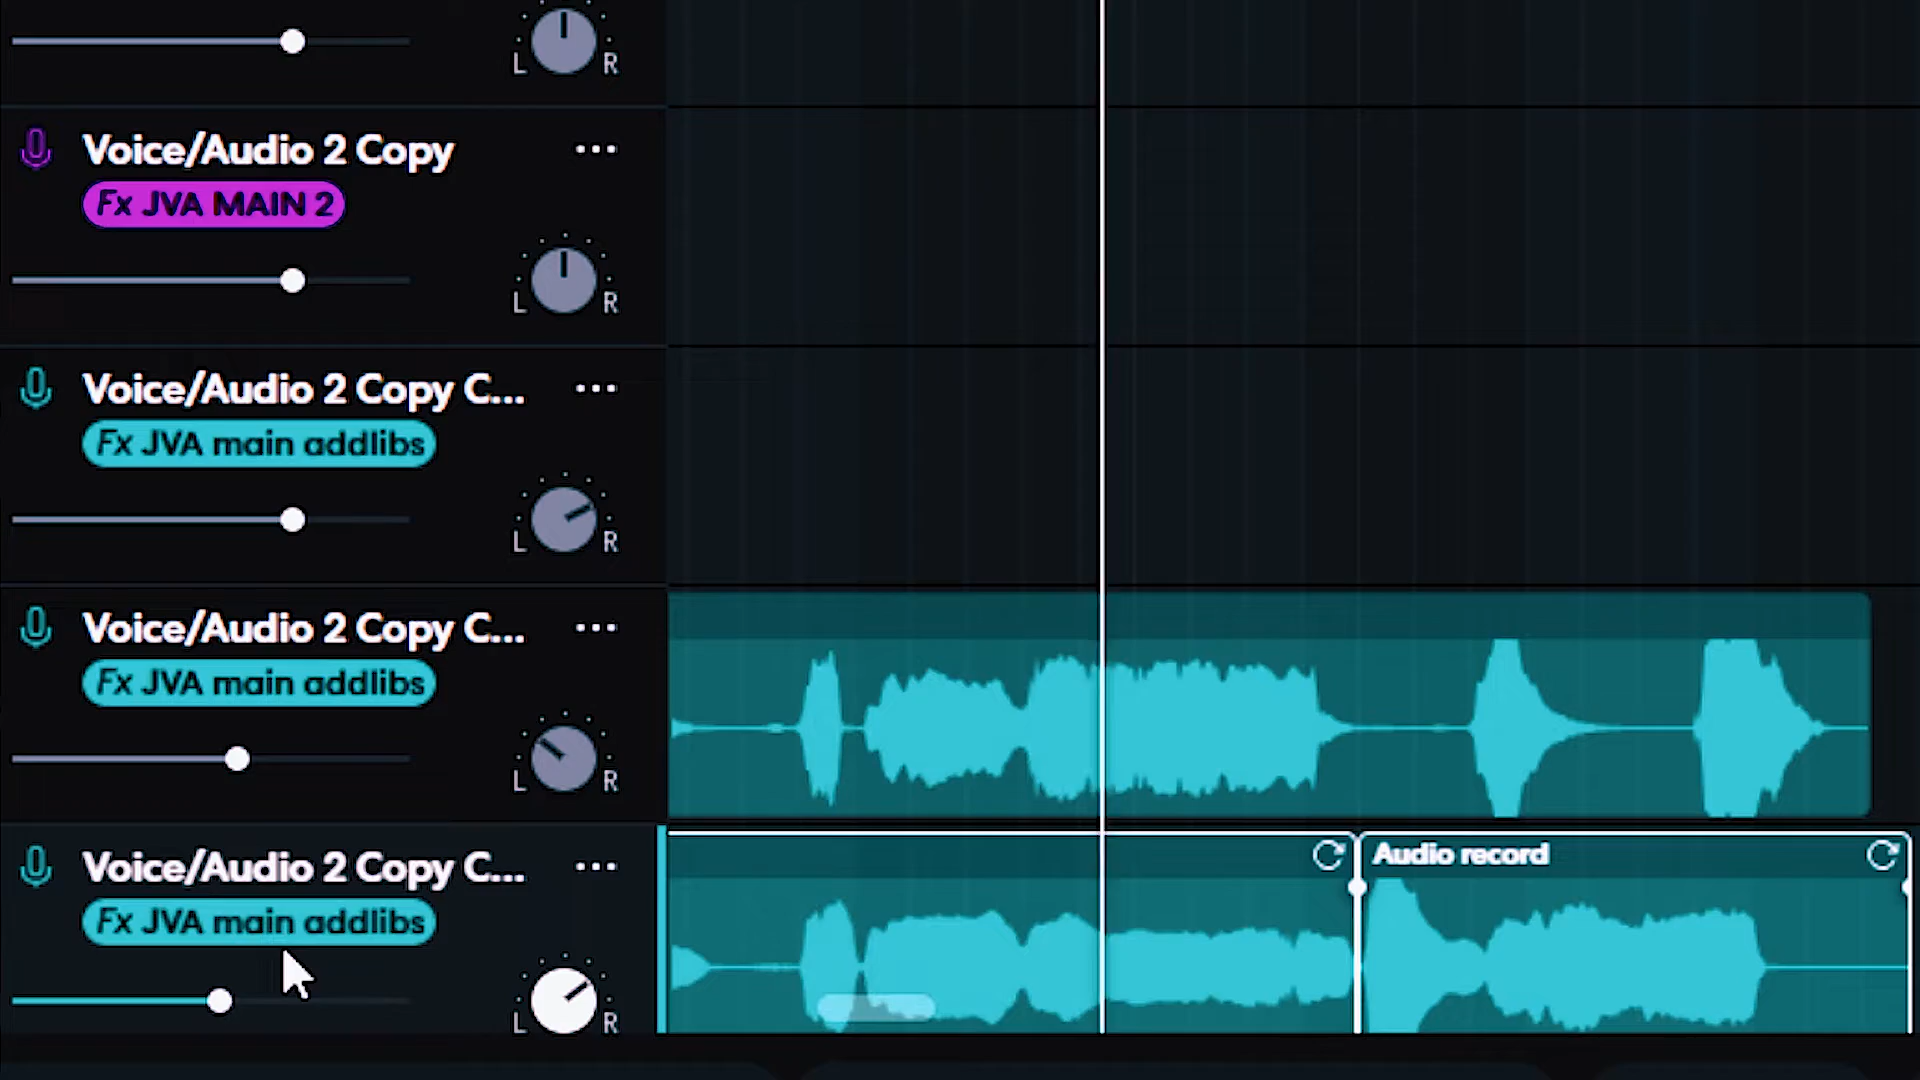 L R
Voice/Audio 2 Copy ...
Fx JVA MAIN 2
L R
Voice/Audio 2 Copy C... ...
Fx JVA main addlibs
L R
Voice/Audio 2 Copy C... ...
Fx JVA main addlibs
L R
Voice/Audio 2 Copy C... ...
Audio record
Fx JVA main addlibs
L R